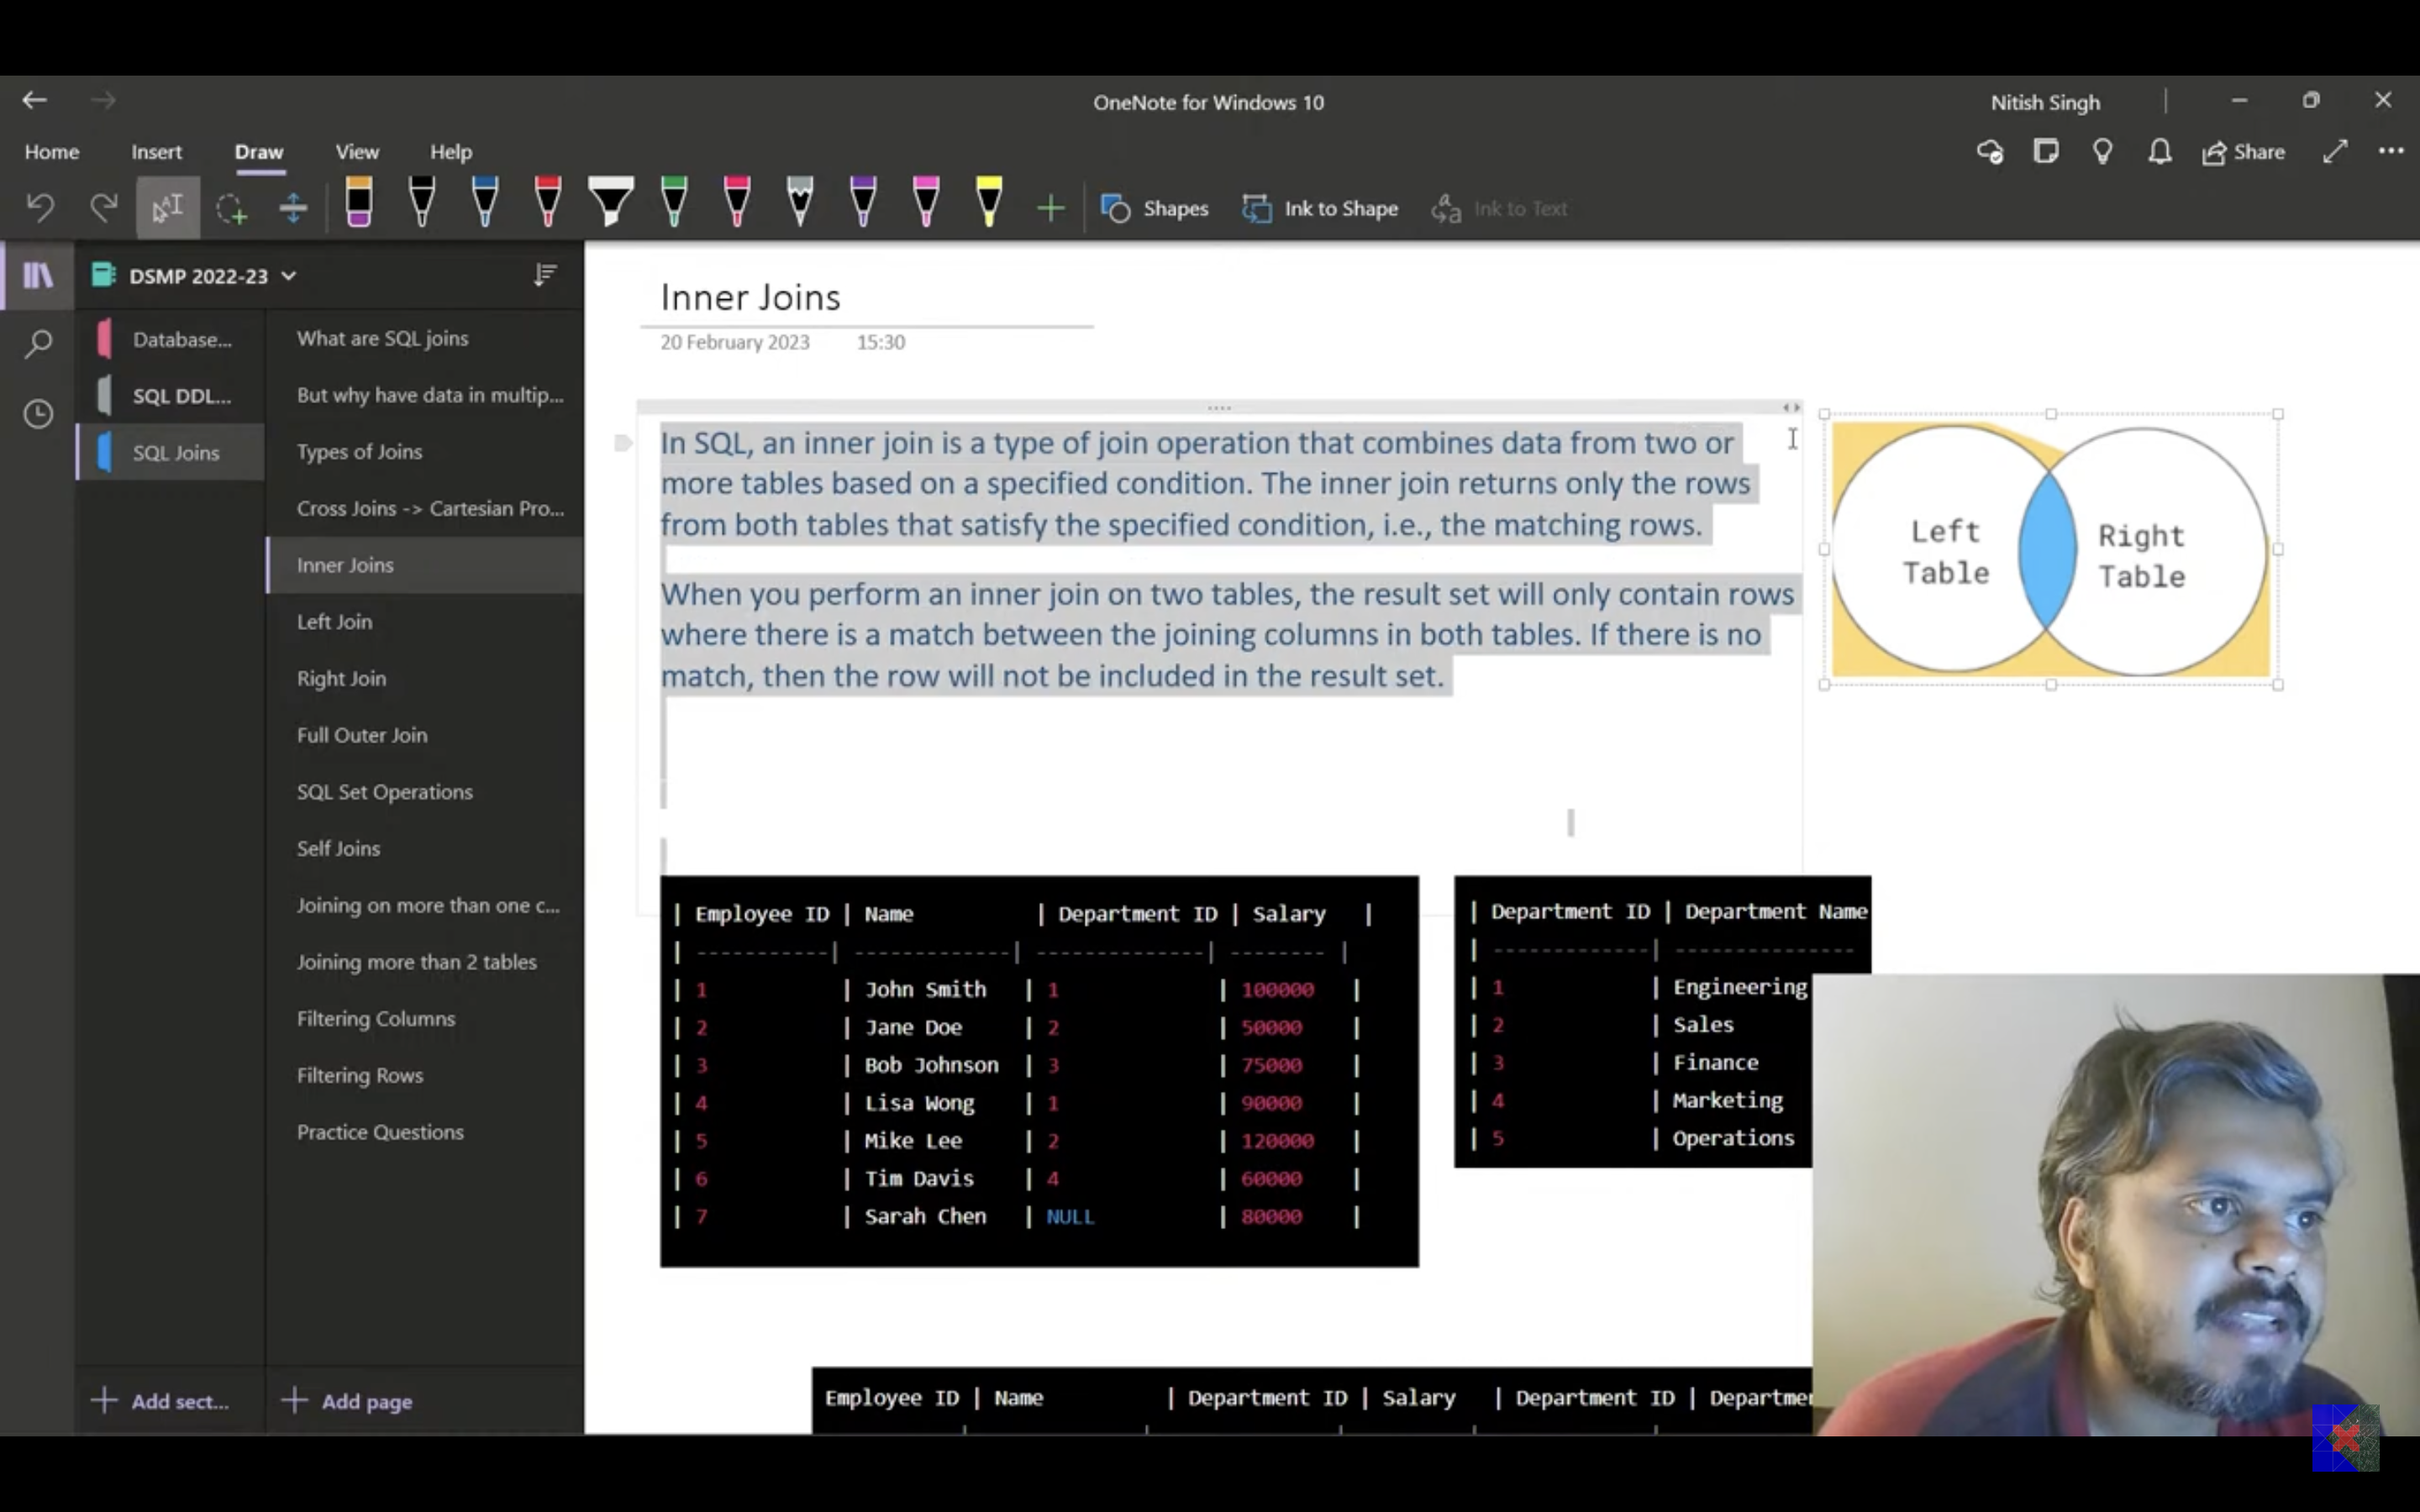 OneNote for Windows 10
Nitish Singh
Home Insert Draw View Help
Share
Shapes
Ink to Shape
Ink to Text
DSMP 2022-23
Database...
SQL DDL...
SQL Joins
What are SQL joins
But why have data in multip...
Types of Joins
Cross Joins -> Cartesian Pro...
Inner Joins
Left Join
Right Join
Full Outer Join
SQL Set Operations
Self Joins
Joining on more than one c...
Joining more than 2 tables
Filtering Columns
Filtering Rows
Practice Questions
+ Add sect...
+ Add page
Inner Joins
20 February 2023 15:30
In SQL, an inner join is a type of join operation that combines data from two or
more tables based on a specified condition. The inner join returns only the rows
from both tables that satisfy the specified condition, i.e., the matching rows.
When you perform an inner join on two tables, the result set will only contain rows
where there is a match between the joining columns in both tables. If there is no
match, then the row will not be included in the result set.
Left
Table
Right
Table
| Employee ID | Name | Department ID | Salary |
|-----------|-------------|--------------|-------- |
| 1 | John Smith | 1 | 100000 |
| 2 | Jane Doe | 2 | 50000 |
| 3 | Bob Johnson | 3 | 75000 |
| 4 | Lisa Wong | 1 | 90000 |
| 5 | Mike Lee | 2 | 120000 |
| 6 | Tim Davis | 4 | 60000 |
| 7 | Sarah Chen | NULL | 80000 |
| Department ID | Department Name
| -------------| ---------------
| 1 | Engineering
| 2 | Sales
| 3 | Finance
| 4 | Marketing
| 5 | Operations
Employee ID | Name | Department ID | Salary | Department ID |